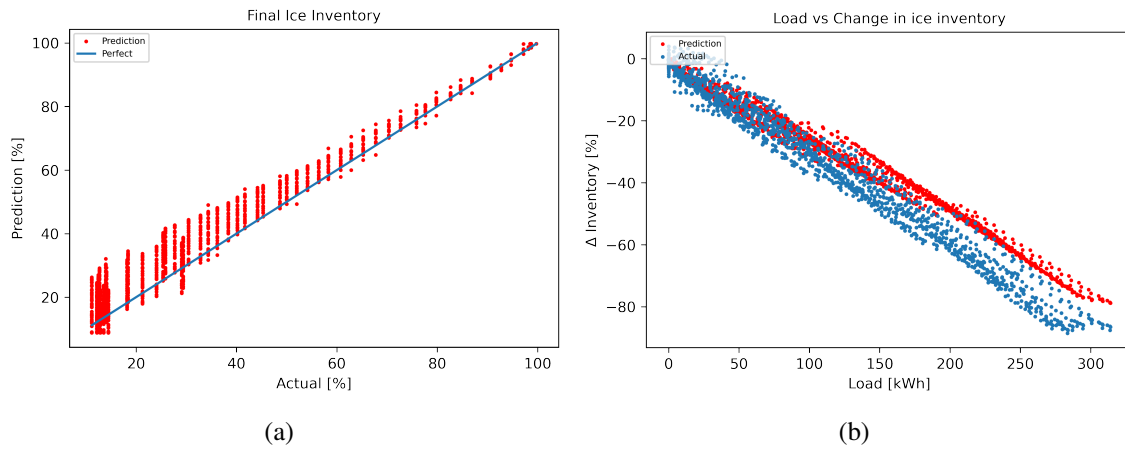 Final Ice Inventory
Prediction
Perfect
100
80
60
40
20
Prediction [%]
20 40 60 80 100
Actual [%]
(a)
Load vs Change in ice inventory
Prediction
Actual
0
−20
−40
−60
−80
Δ Inventory [%]
0 50 100 150 200 250 300
Load [kWh]
(b)